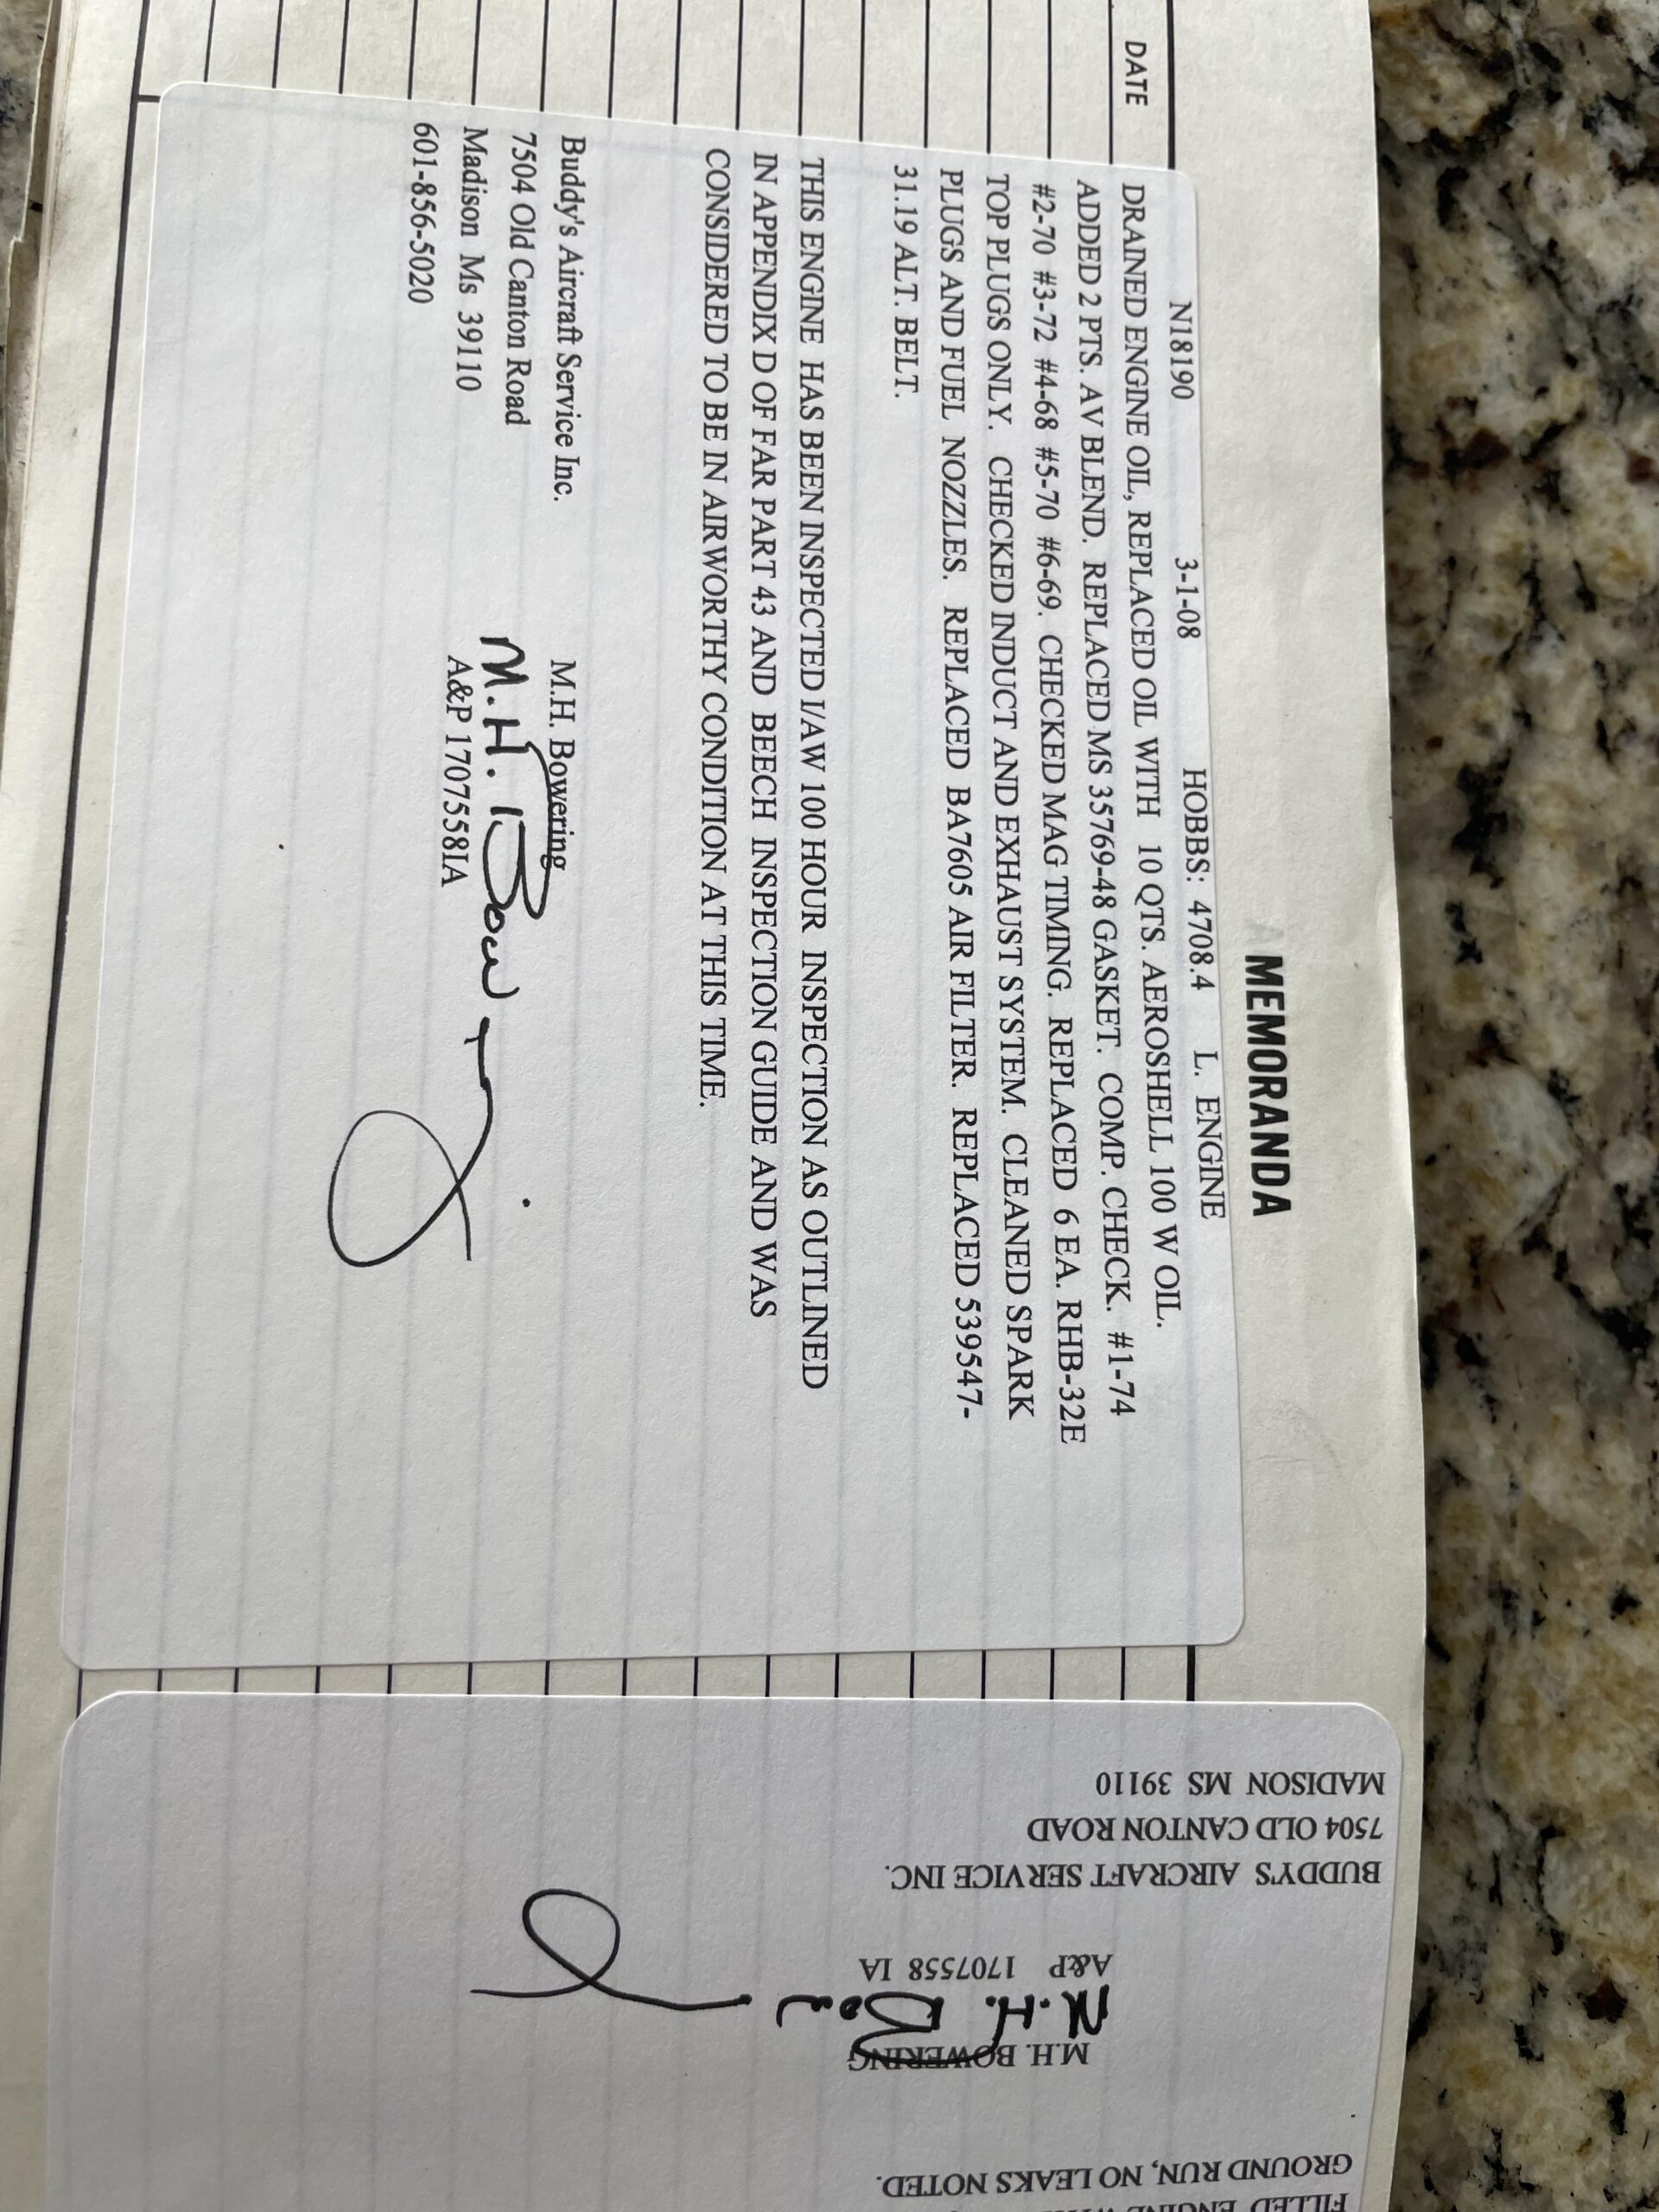 MEMORANDA
DATE
N18190 3-1-08 HOBBS: 4708.4 L. ENGINE
DRAINED ENGINE OIL, REPLACED OIL WITH 10 QTS. AEROSHELL 100 W OIL.
ADDED 2 PTS. AV BLEND. REPLACED MS 35769-48 GASKET. COMP. CHECK. #1-74
#2-70 #3-72 #4-68 #5-70 #6-69. CHECKED MAG TIMING. REPLACED 6 EA. RHB-32E
TOP PLUGS ONLY. CHECKED INDUCT AND EXHAUST SYSTEM. CLEANED SPARK
PLUGS AND FUEL NOZZLES. REPLACED BA7605 AIR FILTER. REPLACED 539547-
31.19 ALT. BELT.
THIS ENGINE HAS BEEN INSPECTED I/AW 100 HOUR INSPECTION AS OUTLINED
IN APPENDIX D OF FAR PART 43 AND BEECH INSPECTION GUIDE AND WAS
CONSIDERED TO BE IN AIRWORTHY CONDITION AT THIS TIME.
Buddy's Aircraft Service Inc. M.H. Bowering
7504 Old Canton Road M.H. Bow
Madison Ms 39110 A&P 1707558IA
601-856-5020
FILLED ENGINE
GROUND RUN, NO LEAKS NOTED.
M.H. BOWERING
M.H. Bow
A&P 1707558 IA
BUDDY'S AIRCRAFT SERVICE INC.
7504 OLD CANTON ROAD
MADISON MS 39110